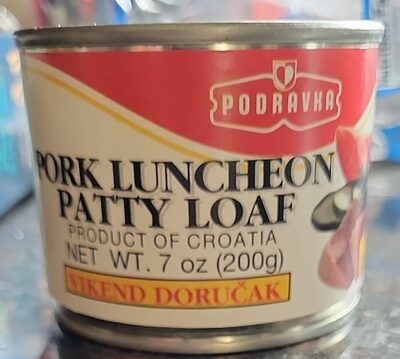 PODRAVKA
PORK LUNCHEON
PATTY LOAF
PRODUCT OF CROATIA
NET WT. 7 oz (200g)
VIKEND DORUČAK